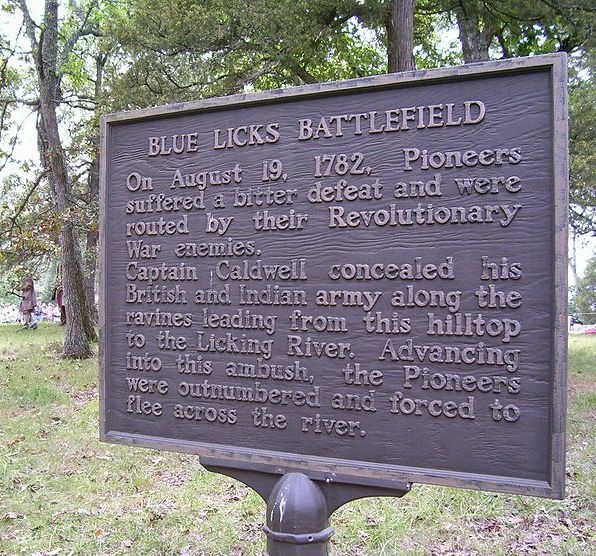 BLUE LICKS BATTLEFIELD
On August 19, 1782, Pioneers
suffered a bitter defeat and were
routed by their Revolutionary
War enemies.
Captain Caldwell concealed his
British and Indian army along the
ravines leading from this hilltop
to the Licking River. Advancing
into this ambush, the Pioneers
were outnumbered and forced to
flee across the river.